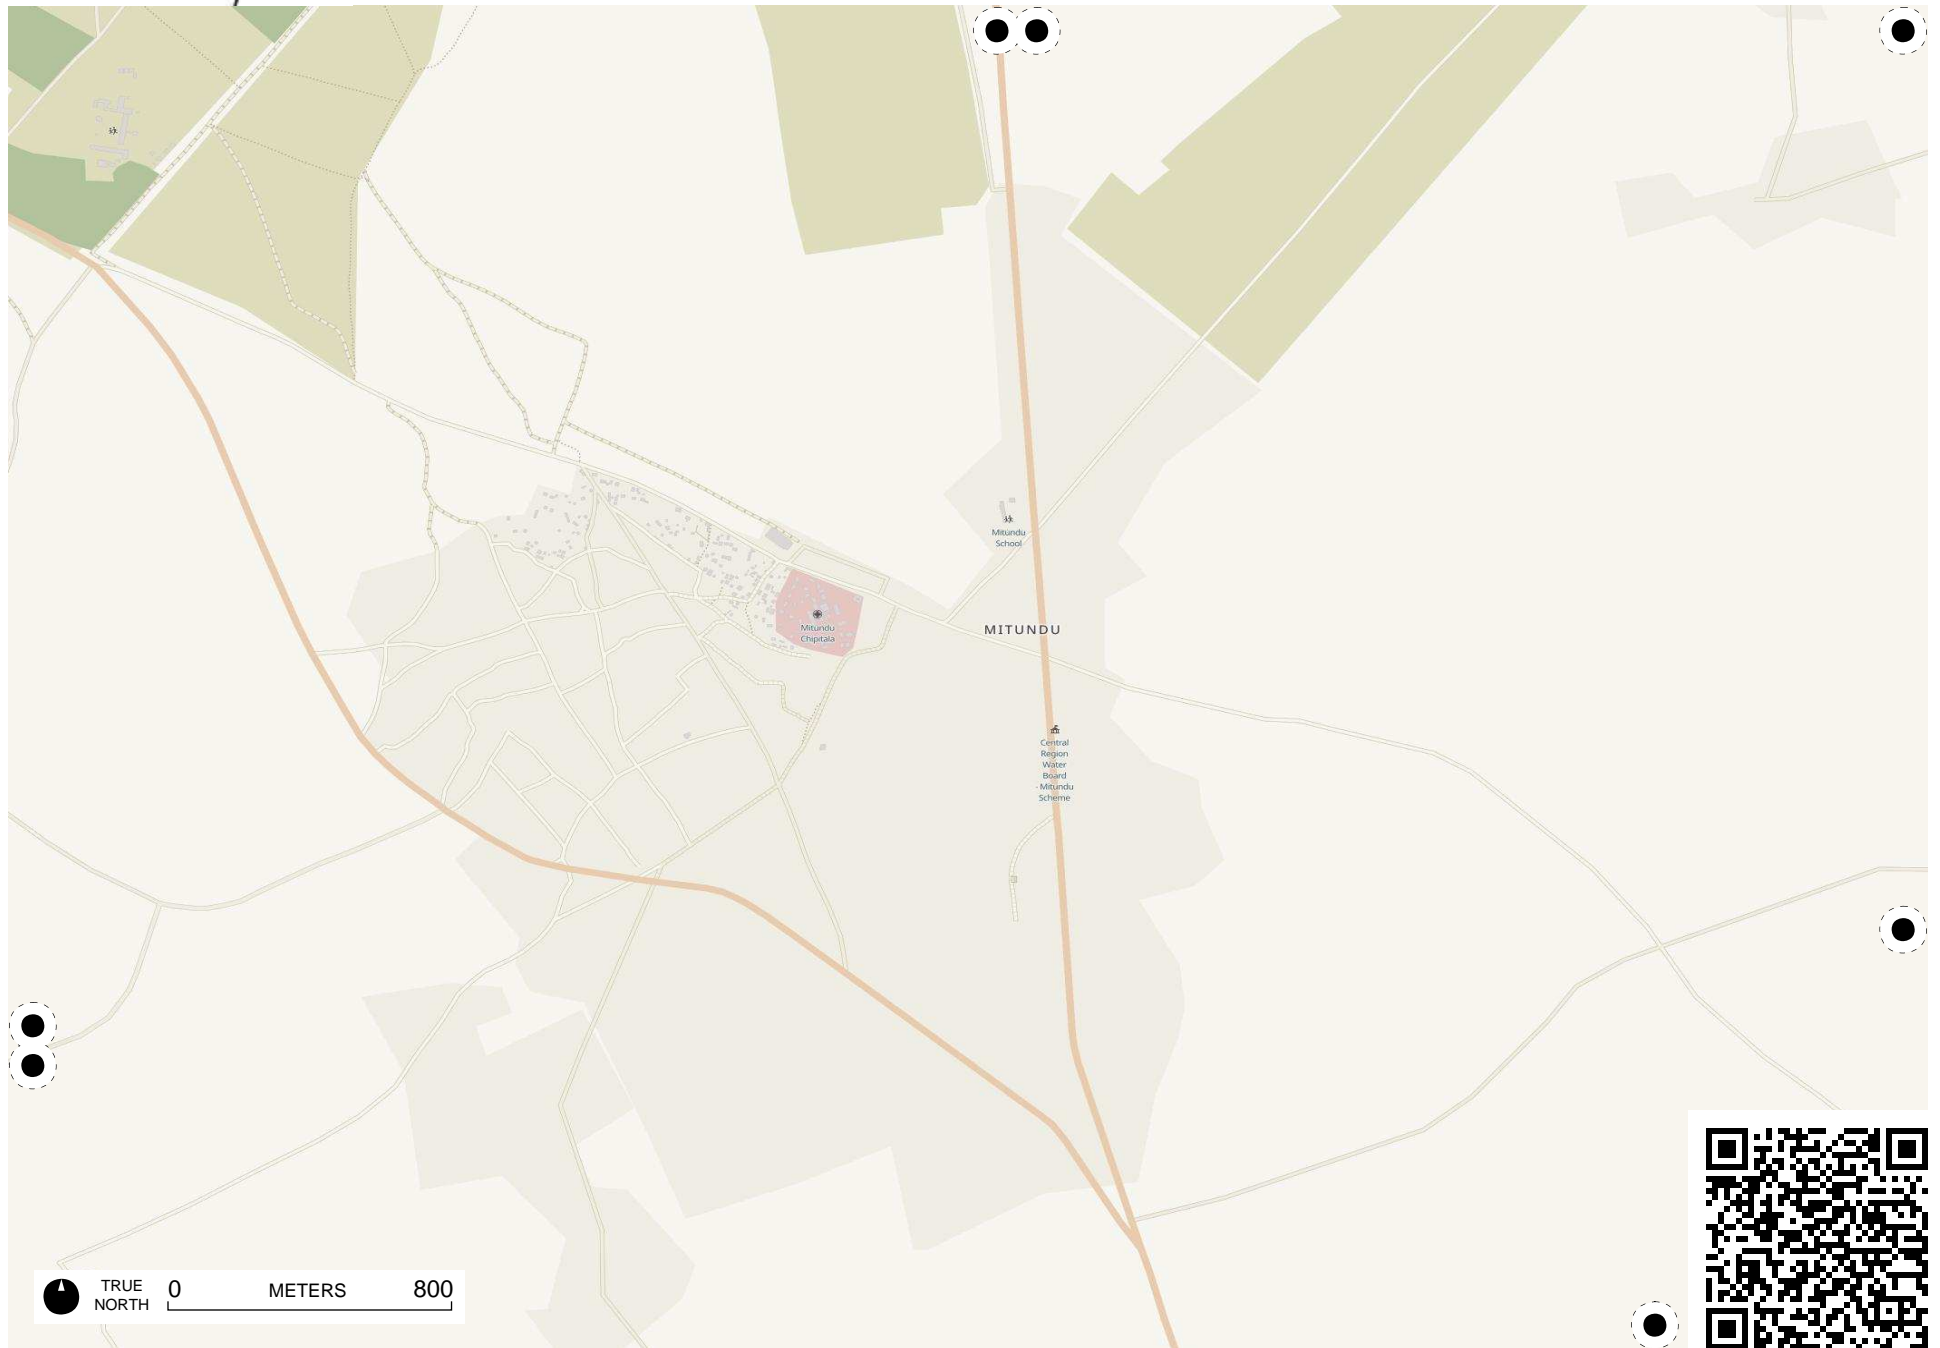 Mitundu
School
Mitundu
Chipitala
MITUNDU
Central
Region
Water
Board
- Mitundu
Scheme
TRUE
NORTH
0 METERS 800